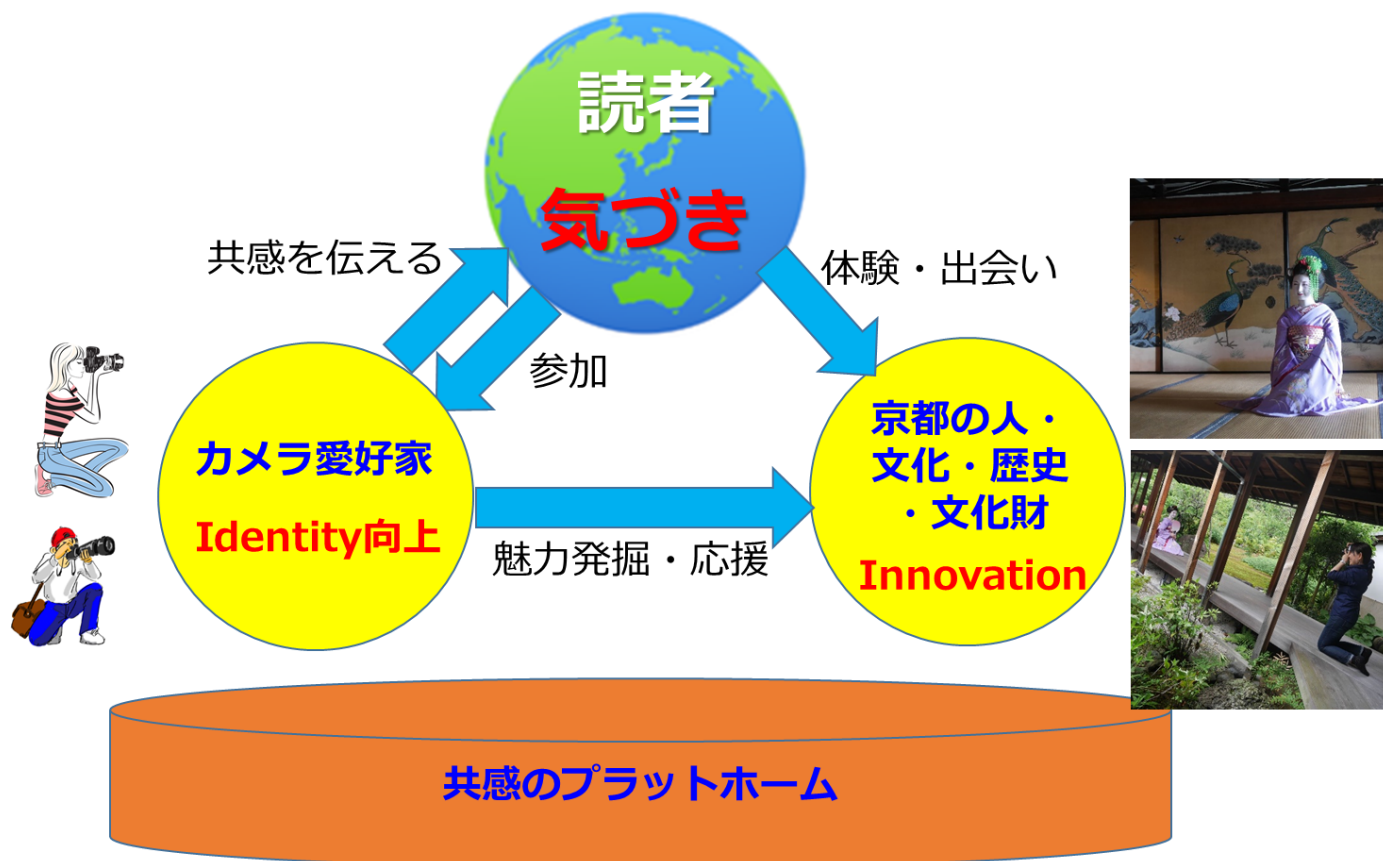 読者
気づき
共感を伝える
体験・出会い
参加
カメラ愛好家
Identity向上
魅力発掘・応援
京都の人・
文化・歴史
・文化財
Innovation
共感のプラットホーム